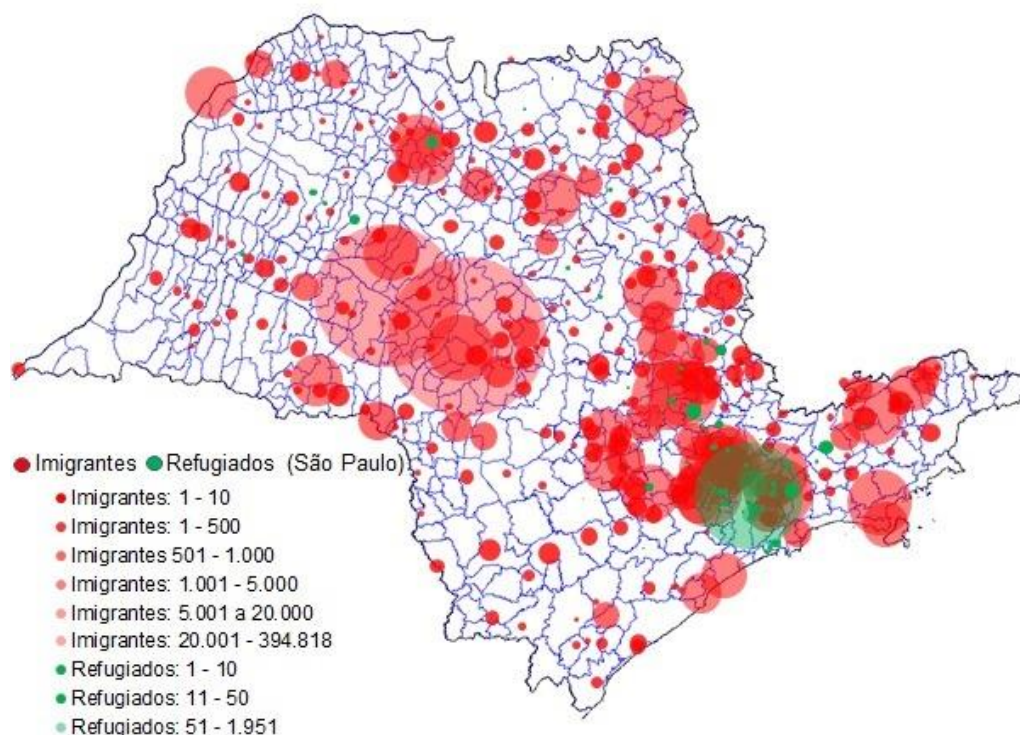 Imigrantes Refugiados (São Paulo)
Imigrantes: 1 - 10
Imigrantes: 1 - 500
Imigrantes 501 - 1.000
Imigrantes: 1.001 - 5.000
Imigrantes: 5.001 a 20.000
Imigrantes: 20.001 - 394.818
Refugiados: 1 - 10
Refugiados: 11 - 50
Refugiados: 51 - 1.951